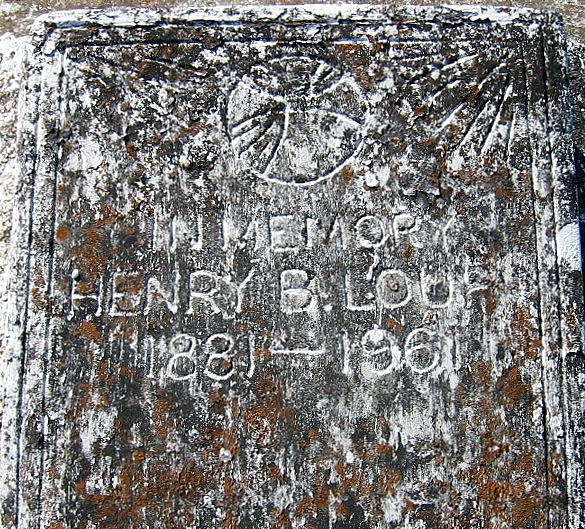 IN MEMORY
HENRY B. LOUP
1881 — 1961